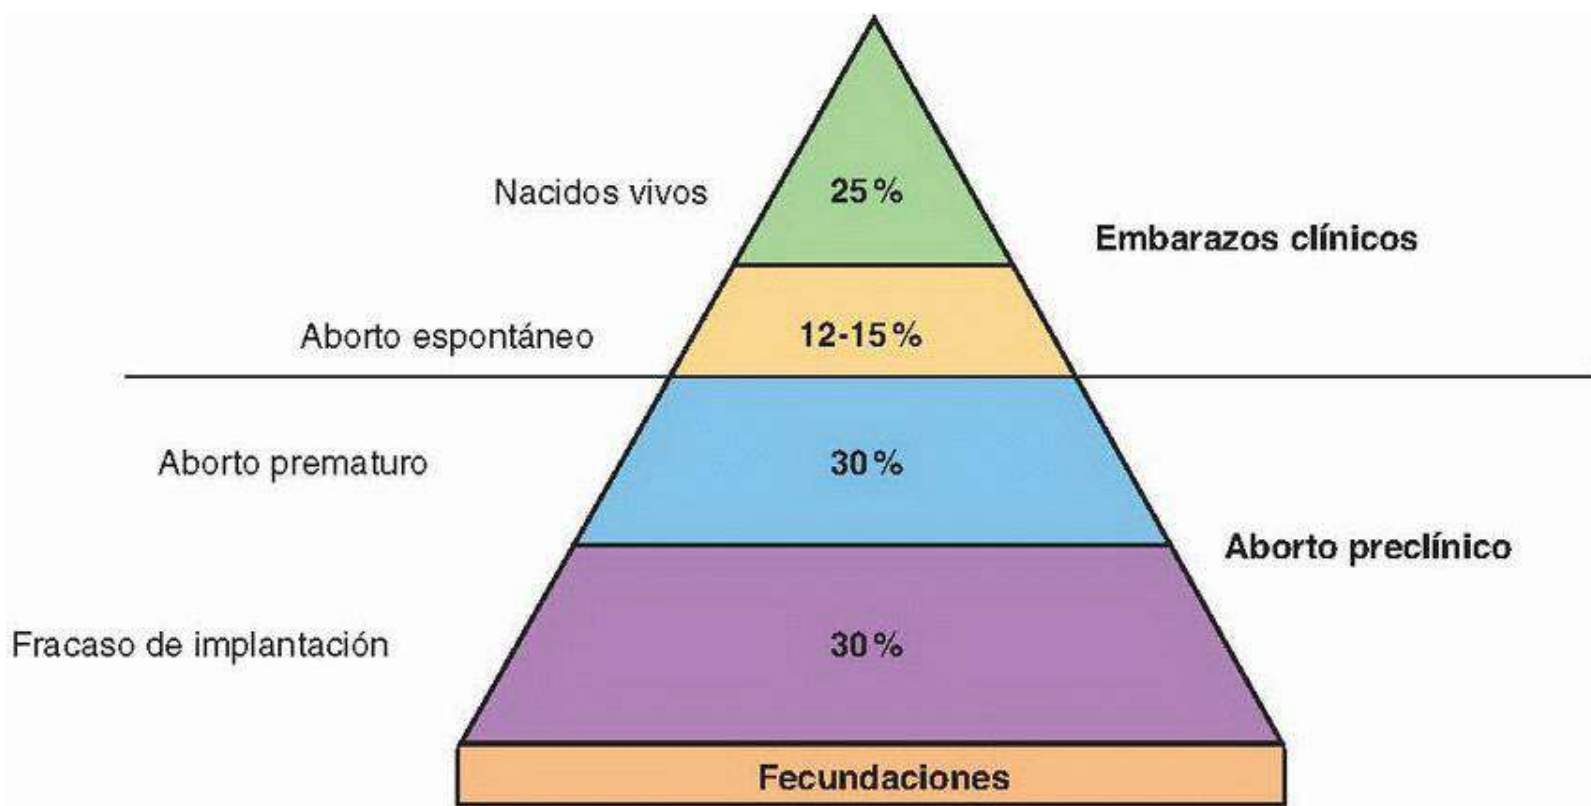 Nacidos vivos
25%
Embarazos clínicos
Aborto espontáneo
12-15%
Aborto prematuro
30%
Aborto preclínico
Fracaso de implantación
30%
Fecundaciones